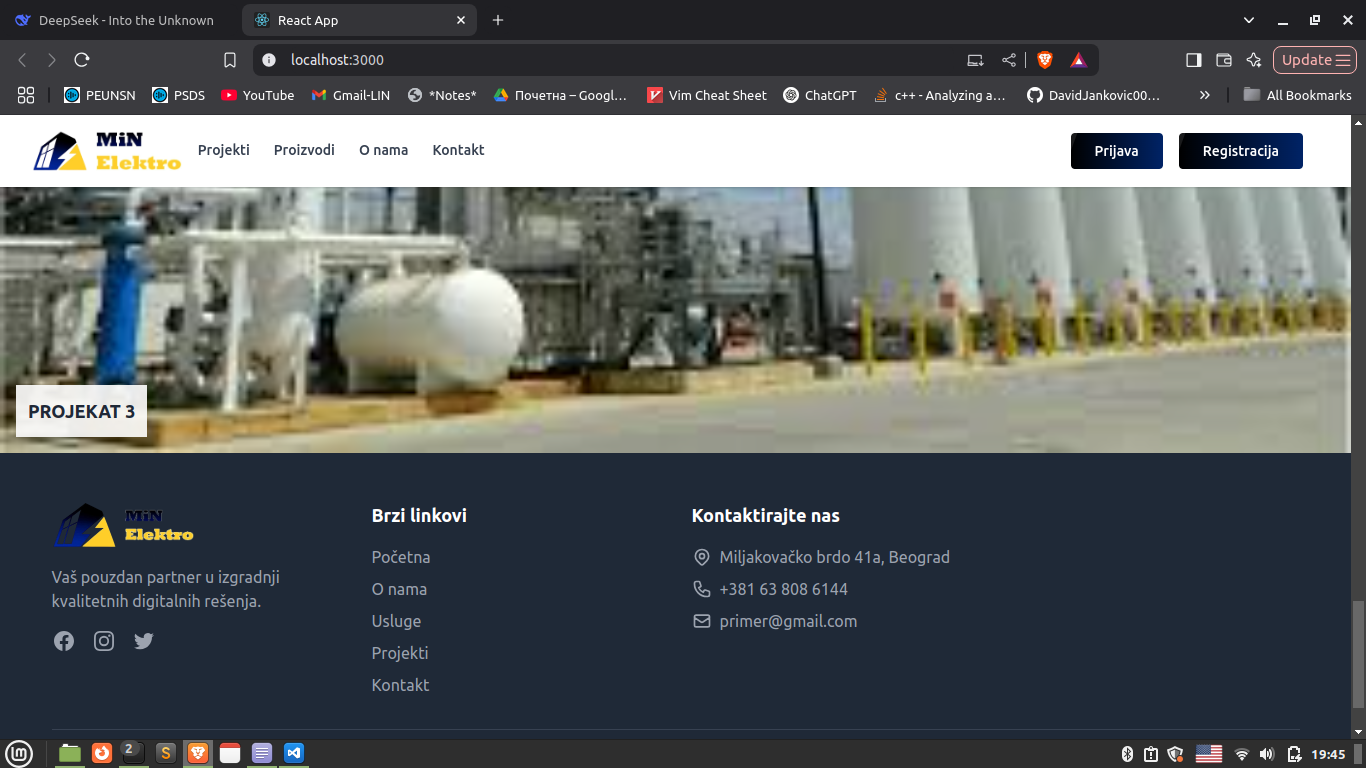 DeepSeek - Into the Unknown
React App
localhost:3000
Update
PEUNSN
PSDS
YouTube
Gmail-LIN
*Notes*
Почетна – Googl...
Vim Cheat Sheet
ChatGPT
c++ - Analyzing a...
DavidJankovic00...
»
All Bookmarks
MiN
Elektro
Projekti
Proizvodi
O nama
Kontakt
Prijava
Registracija
PROJEKAT 3
MiN
Elektro
Vaš pouzdan partner u izgradnji
kvalitetnih digitalnih rešenja.
Brzi linkovi
Početna
O nama
Usluge
Projekti
Kontakt
Kontaktirajte nas
Miljakovačko brdo 41a, Beograd
+381 63 808 6144
primer@gmail.com
lm
2
S
19:45